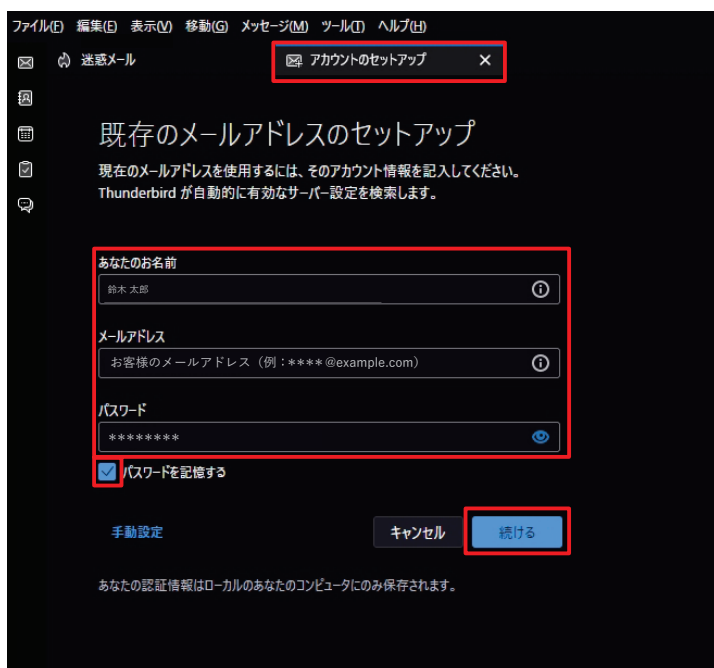 ファイル(F) 編集(E) 表示(V) 移動(G) メッセージ(M) ツール(T) ヘルプ(H)
迷惑メール
アカウントのセットアップ
既存のメールアドレスのセットアップ
現在のメールアドレスを使用するには、そのアカウント情報を記入してください。
Thunderbird が自動的に有効なサーバー設定を検索します。
あなたのお名前
鈴木 太郎
メールアドレス
お客様のメールアドレス（例：****@example.com）
パスワード
********
パスワードを記憶する
手動設定
キャンセル
続ける
あなたの認証情報はローカルのあなたのコンピュータにのみ保存されます。